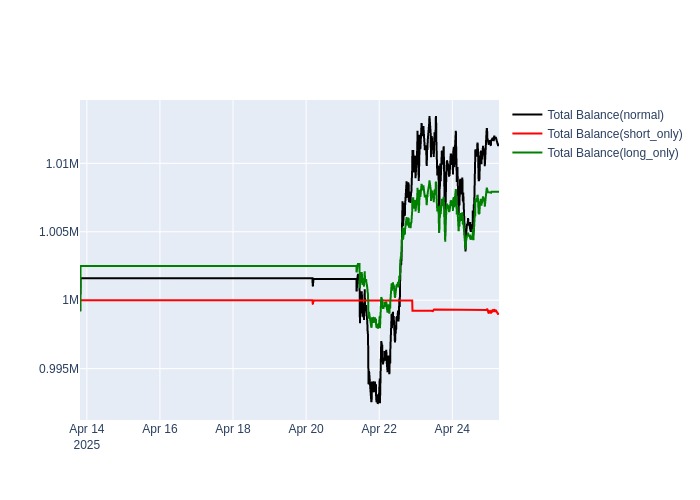 Total Balance(normal)
Total Balance(short_only)
Total Balance(long_only)
1.01M
1.005M
1M
0.995M
Apr 14 Apr 16 Apr 18 Apr 20 Apr 22 Apr 24
2025